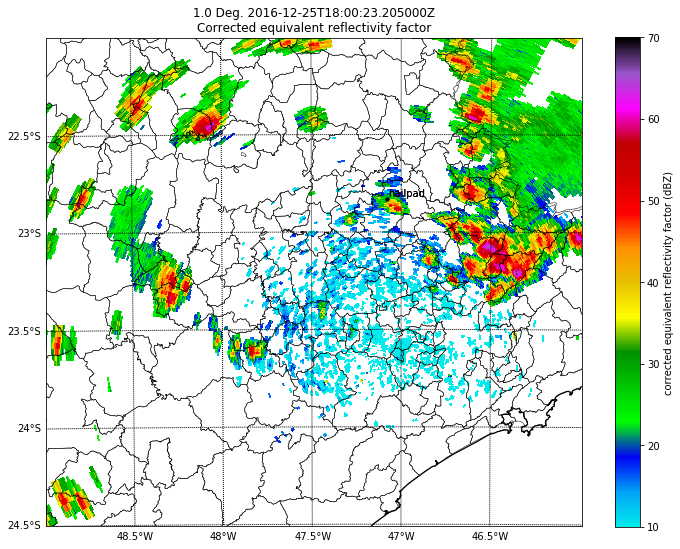 1.0 Deg. 2016-12-25T18:00:23.205000Z
Corrected equivalent reflectivity factor
22.5°S
23°S
23.5°S
24°S
24.5°S
48.5°W
48°W
47.5°W
47°W
46.5°W
Hailpad
70
60
50
40
30
20
10
corrected equivalent reflectivity factor (dBZ)